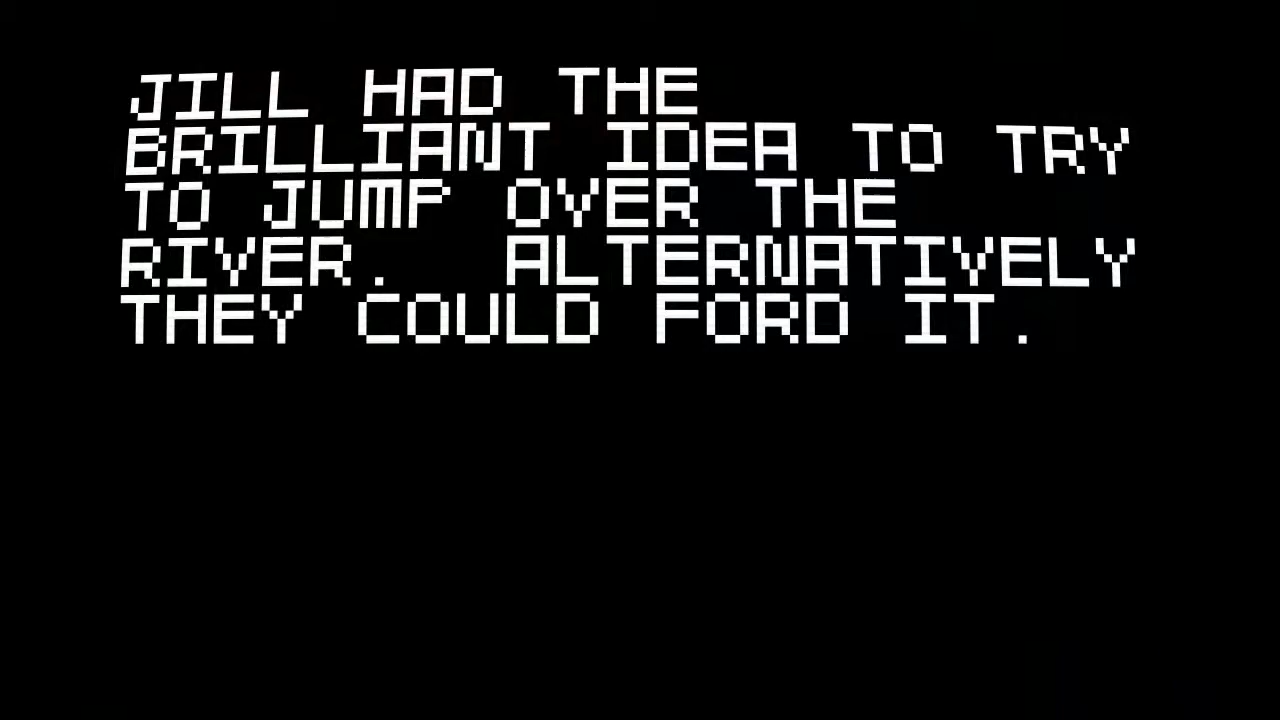 JILL HAD THE
BRILLIANT IDEA TO TRY
TO JUMP OVER THE
RIVER.  ALTERNATIVELY
THEY COULD FORD IT.